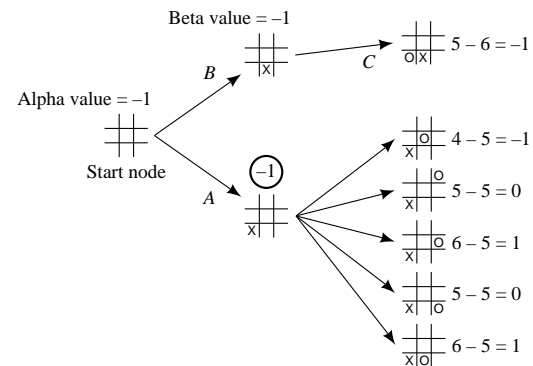 Beta value = –1
B
X
C
O X
5 – 6 = –1
Alpha value = –1
Start node
A
–1
X
O
X
4 – 5 = –1
O
X
5 – 5 = 0
O
X
6 – 5 = 1
X O
5 – 5 = 0
X O
6 – 5 = 1